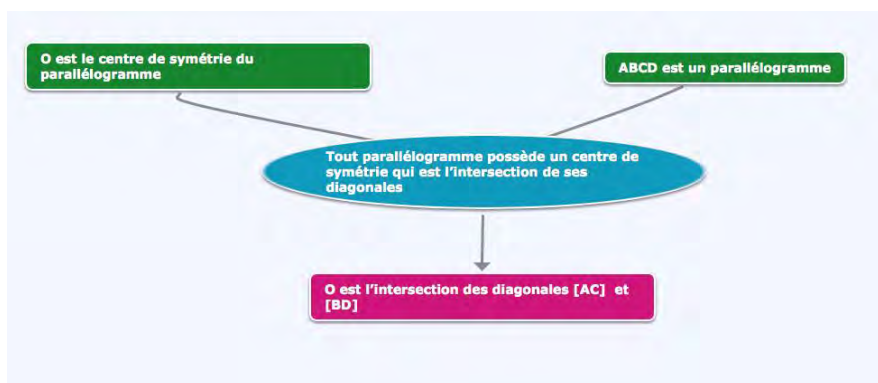 O est le centre de symétrie du
parallélogramme
ABCD est un parallélogramme
Tout parallélogramme possède un centre de
symétrie qui est l'intersection de ses
diagonales
O est l'intersection des diagonales [AC] et
[BD]